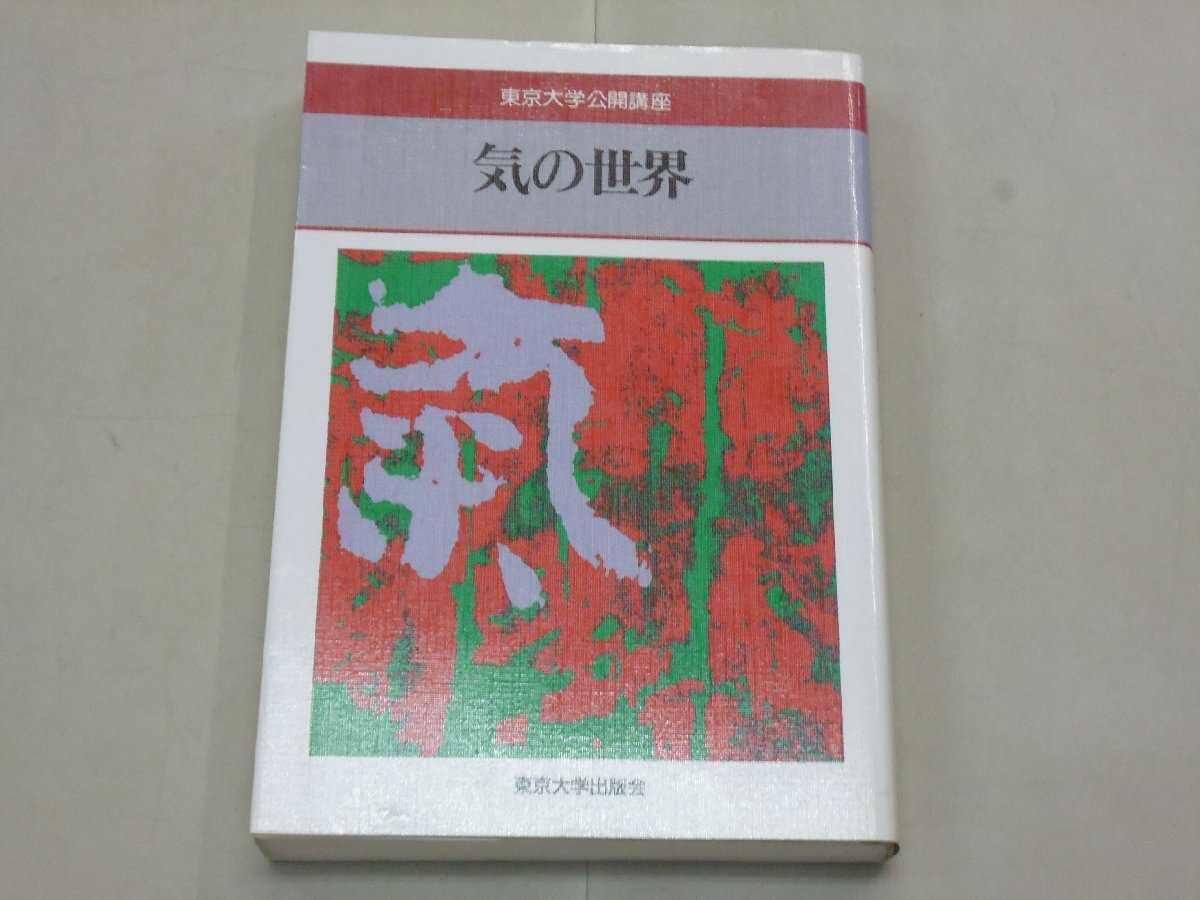 東京大学公開講座
気の世界
氣
東京大学出版会